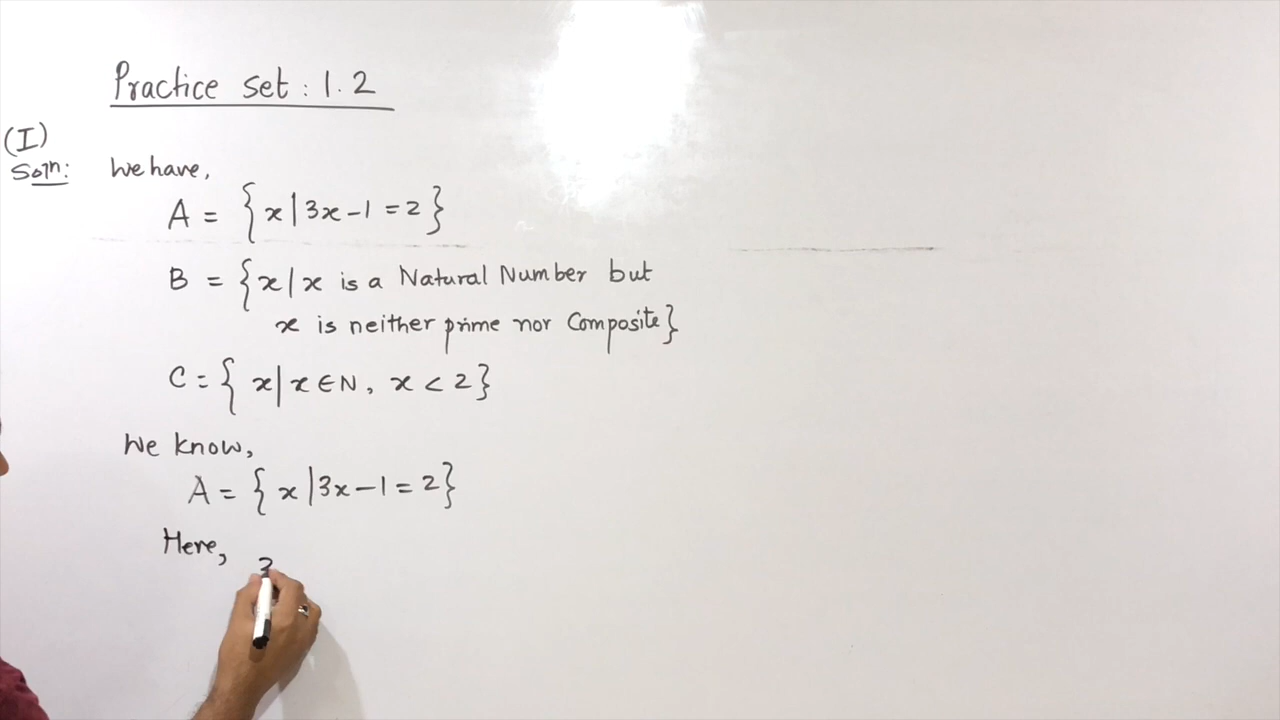 Practice set : 1.2
(I)
Soln: We have,
A = {x|3x-1=2}
B = {x|x is a Natural Number but
x is neither prime nor Composite}
C = {x|x∈N, x<2}
We know,
A = {x|3x-1=2}
Here,
3